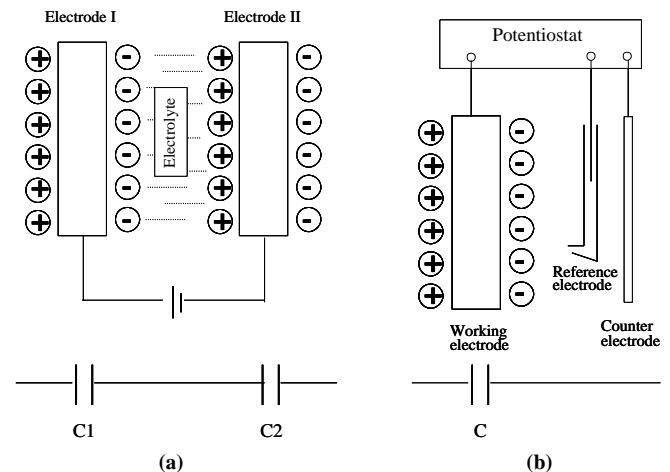 Electrode I
Electrode II
Electrolyte
C1
C2
(a)
Potentiostat
Reference
electrode
Working
electrode
Counter
electrode
C
(b)